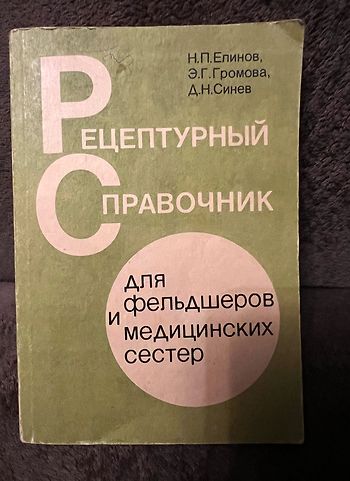 Н.П.Елинов,
Э.Г.Громова,
Д.Н.Синев
РЕЦЕПТУРНЫЙ
СПРАВОЧНИК
для
фельдшеров
и
медицинских
сестер